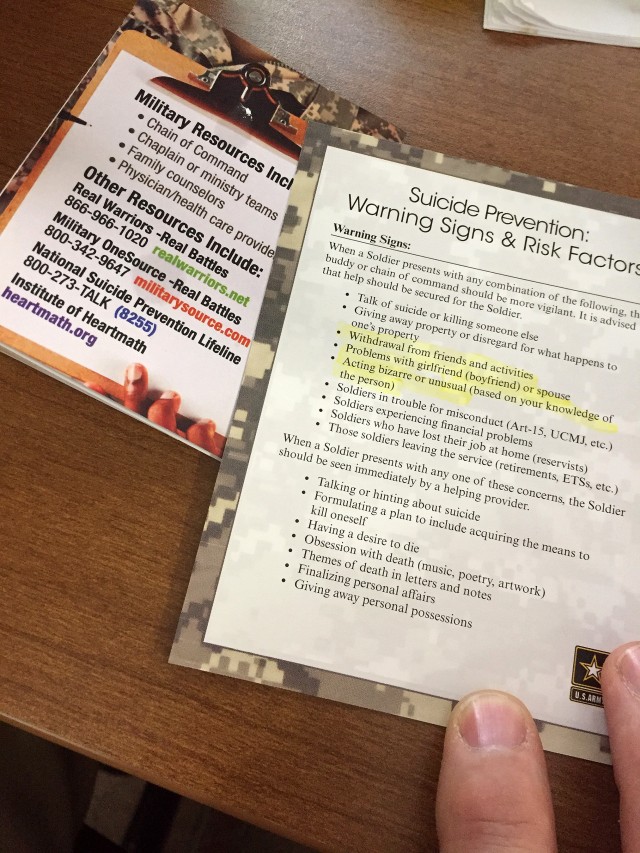 Military Resources Incl
• Chain of Command
• Chaplain or ministry teams
• Family counselors
• Physician/health care provide
Other Resources Include:
Real Warriors -Real Battles
866-966-1020 realwarriors.net
Military OneSource -Real Battles
800-342-9647 militarysource.com
National Suicide Prevention Lifeline
800-273-TALK (8255)
Institute of Heartmath
heartmath.org
Suicide Prevention:
Warning Signs & Risk Factors
Warning Signs:
When a Soldier presents with any combination of the following, th
buddy or chain of command should be more vigilant. It is advised
that help should be secured for the Soldier.
• Talk of suicide or killing someone else
• Giving away property or disregard for what happens to
one's property
• Withdrawal from friends and activities
• Problems with girlfriend (boyfriend) or spouse
• Acting bizarre or unusual (based on your knowledge of
the person)
• Soldiers in trouble for misconduct (Art-15, UCMJ, etc.)
• Soldiers experiencing financial problems
• Soldiers who have lost their job at home (reservists)
• Those soldiers leaving the service (retirements, ETSs, etc.)
When a Soldier presents with any one of these concerns, the Soldier
should be seen immediately by a helping provider.
• Talking or hinting about suicide
• Formulating a plan to include acquiring the means to
kill oneself
• Having a desire to die
• Obsession with death (music, poetry, artwork)
• Themes of death in letters and notes
• Finalizing personal affairs
• Giving away personal possessions
U.S.ARM